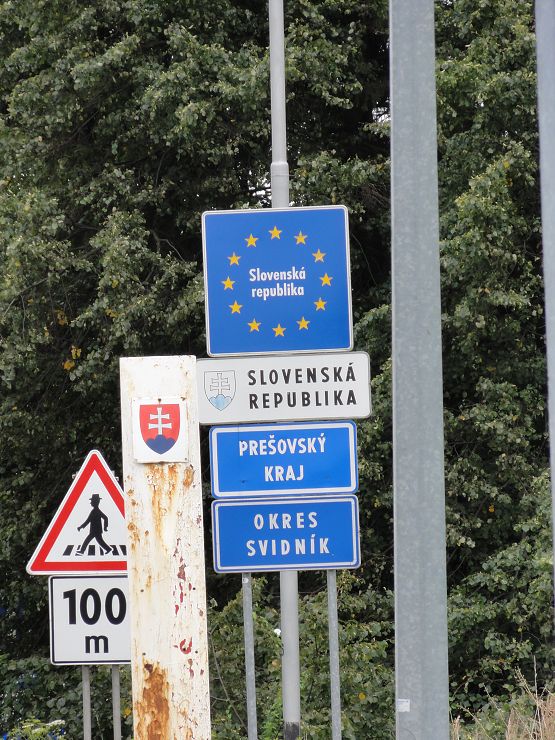 Slovenská
republika
SLOVENSKÁ
REPUBLIKA
PREŠOVSKÝ
KRAJ
OKRES
SVIDNÍK
100
m